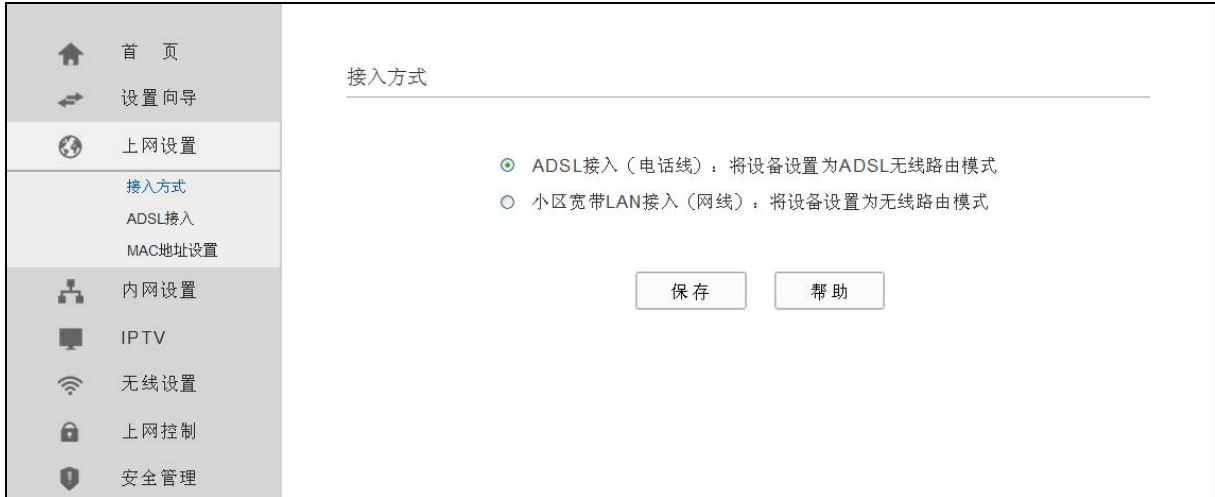 首 页
设置向导
上网设置
接入方式
ADSL接入
MAC地址设置
内网设置
IPTV
无线设置
上网控制
安全管理
接入方式
ADSL接入（电话线）：将设备设置为ADSL无线路由模式
小区宽带LAN接入（网线）：将设备设置为无线路由模式
保存 帮助